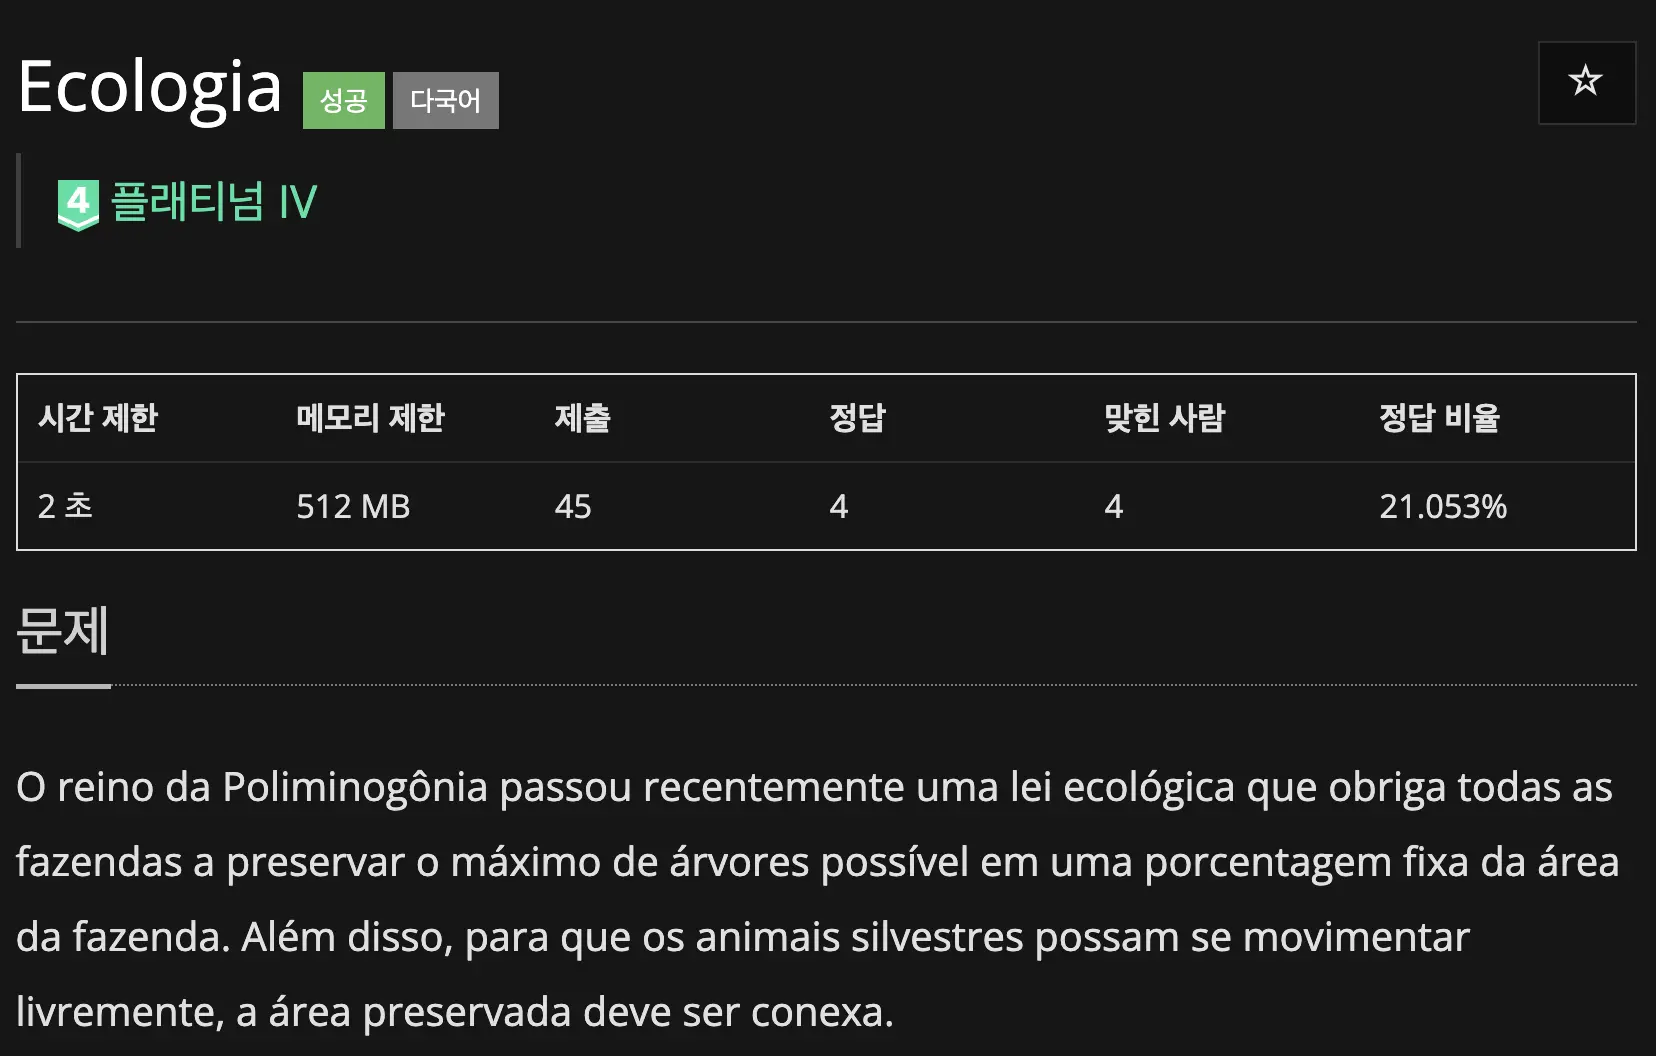 Ecologia 성공 다국어
4 플래티넘 IV
시간 제한 메모리 제한 제출 정답 맞힌 사람 정답 비율
2 초 512 MB 45 4 4 21.053%
문제
O reino da Poliminogônia passou recentemente uma lei ecológica que obriga todas as
fazendas a preservar o máximo de árvores possível em uma porcentagem fixa da área
da fazenda. Além disso, para que os animais silvestres possam se movimentar
livremente, a área preservada deve ser conexa.